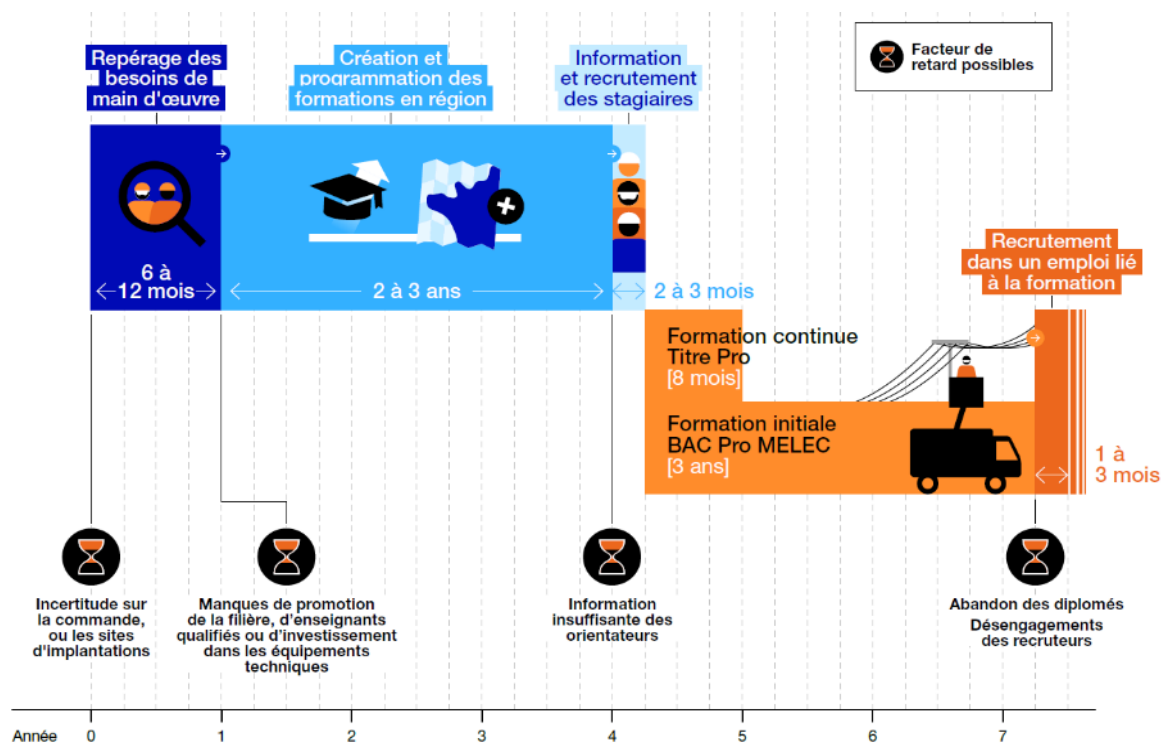 Facteur de
retard possibles
Repérage des
besoins de
main d'œuvre
Création et
programmation des
formations en région
Information
et recrutement
des stagiaires
6 à
12 mois
2 à 3 ans
2 à 3 mois
Recrutement
dans un emploi lié
à la formation
Formation continue
Titre Pro
[8 mois]
Formation initiale
BAC Pro MELEC
[3 ans]
1 à
3 mois
Incertitude sur
la commande,
ou les sites
d'implantations
Manques de promotion
de la filière, d'enseignants
qualifiés ou d'investissement
dans les équipements
techniques
Information
insuffisante des
orientateurs
Abandon des diplomés
Désengagements
des recruteurs
Année 0 1 2 3 4 5 6 7